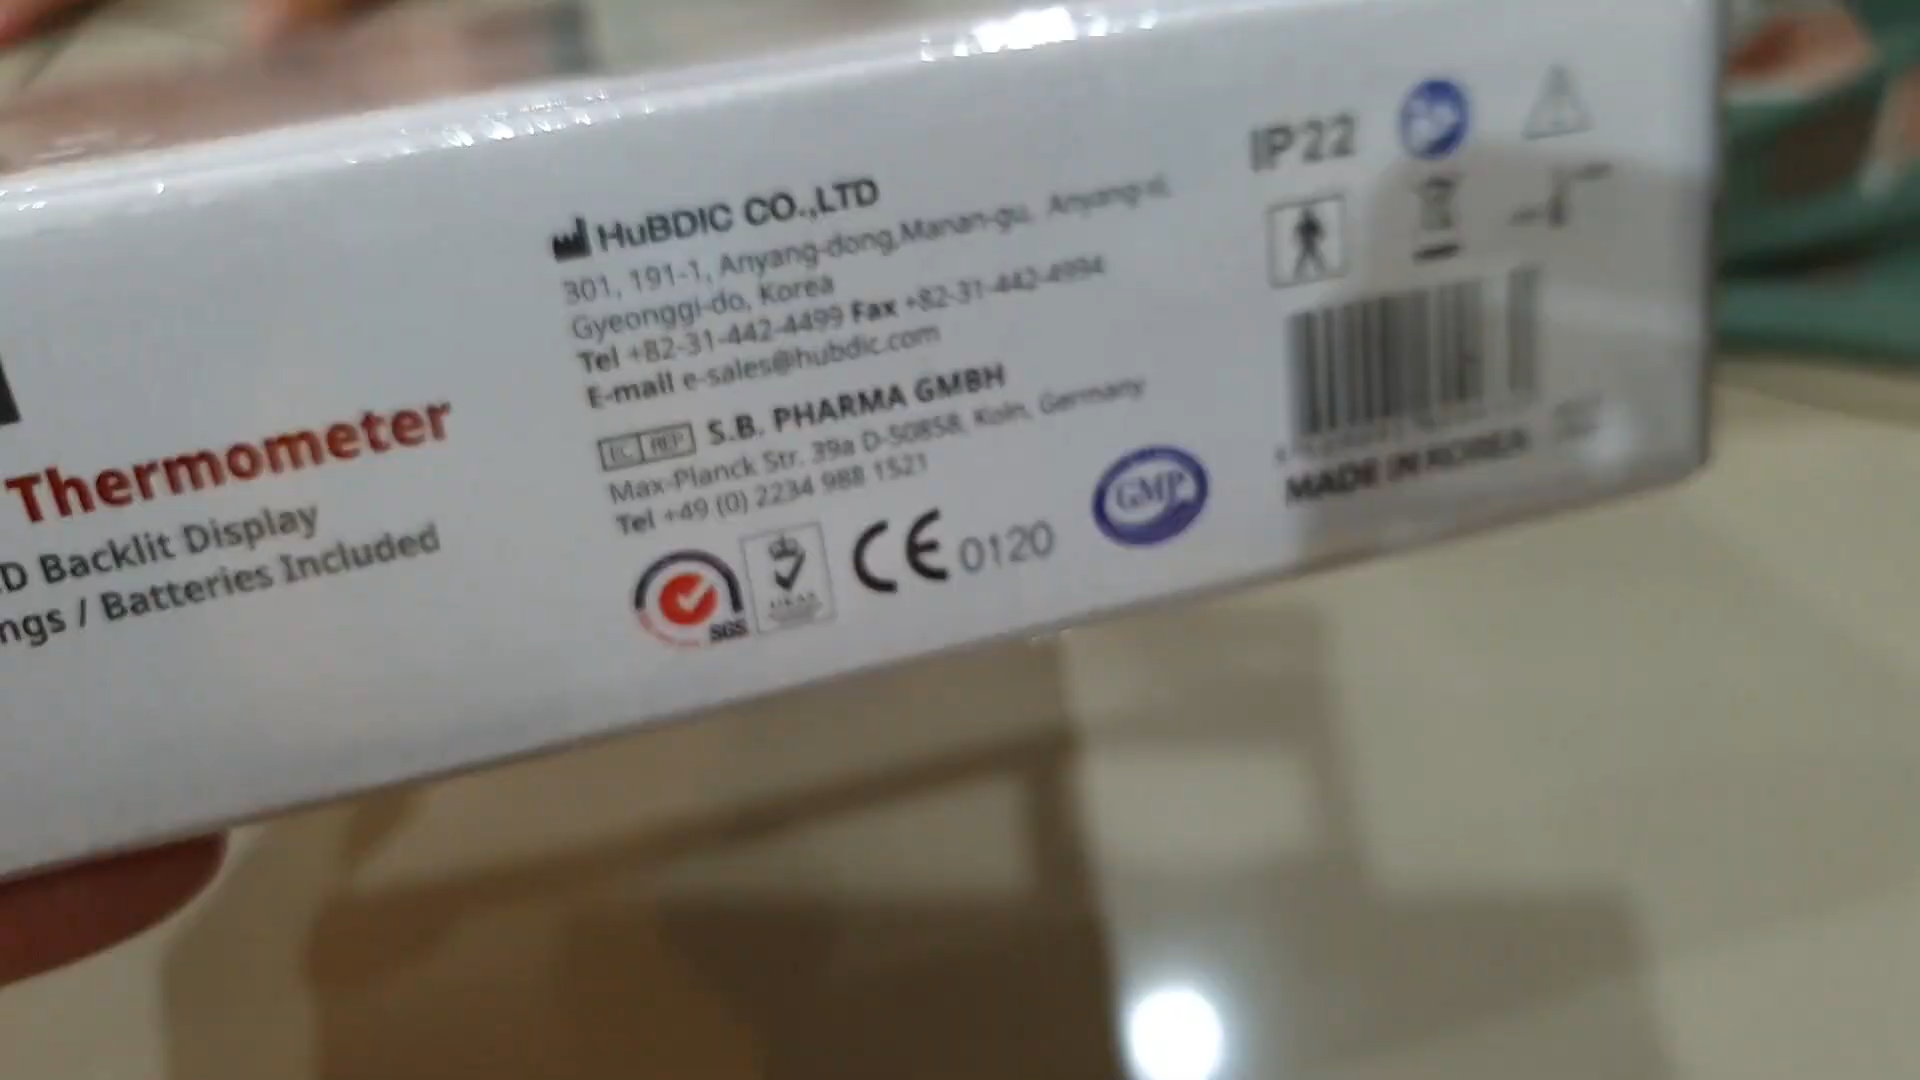 Thermometer
D Backlit Display
ngs / Batteries Included
HuBDIC CO.,LTD
301, 191-1, Anyang-dong,Manan-gu, Anyang-si,
Gyeonggi-do, Korea
Tel +82-31-442-4499 Fax +82-31-442-4994
E-mail e-sales@hubdic.com
EC REP S.B. PHARMA GMBH
Max-Planck Str. 39a D-50858, Koln, Germany
Tel +49 (0) 2234 988 1521
SGS
CE 0120
GMP
IP22
MADE IN KOREA